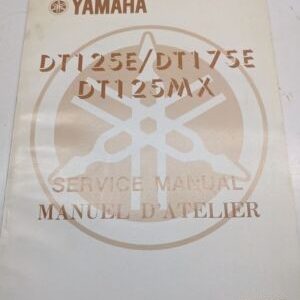 YAMAHA
DT125E/DT175E
DT125MX
SERVICE MANUAL
MANUEL D'ATELIER